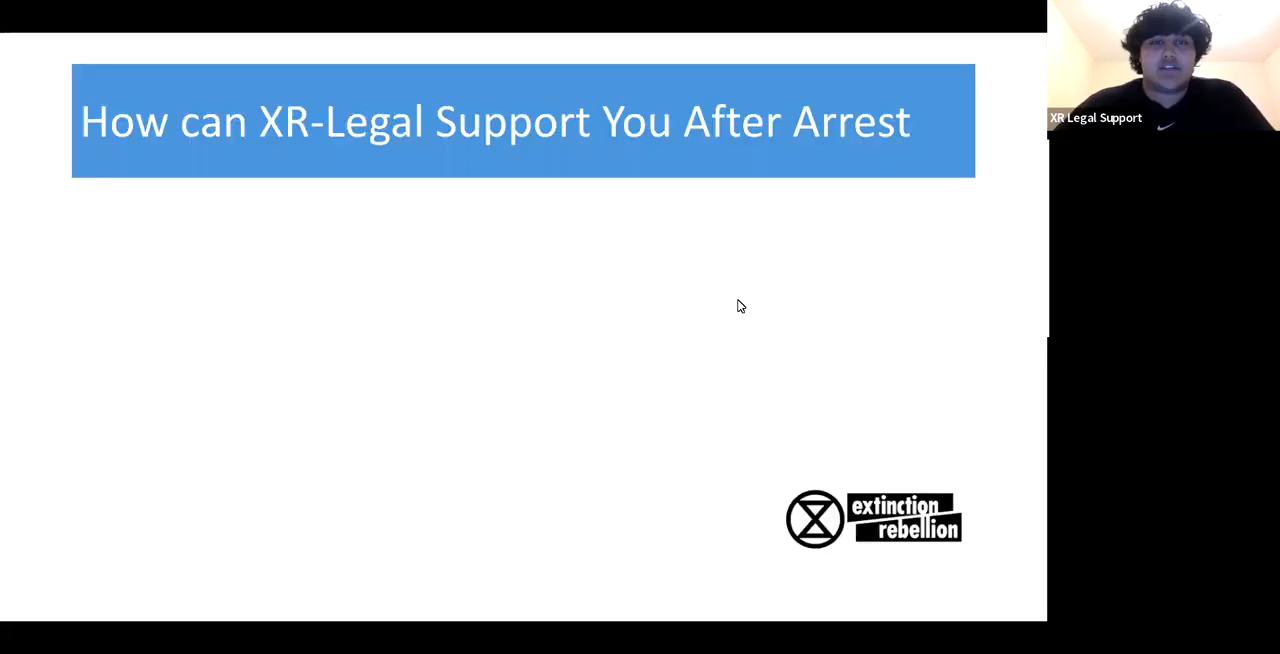 How can XR-Legal Support You After Arrest
XR Legal Support
extinction
rebellion